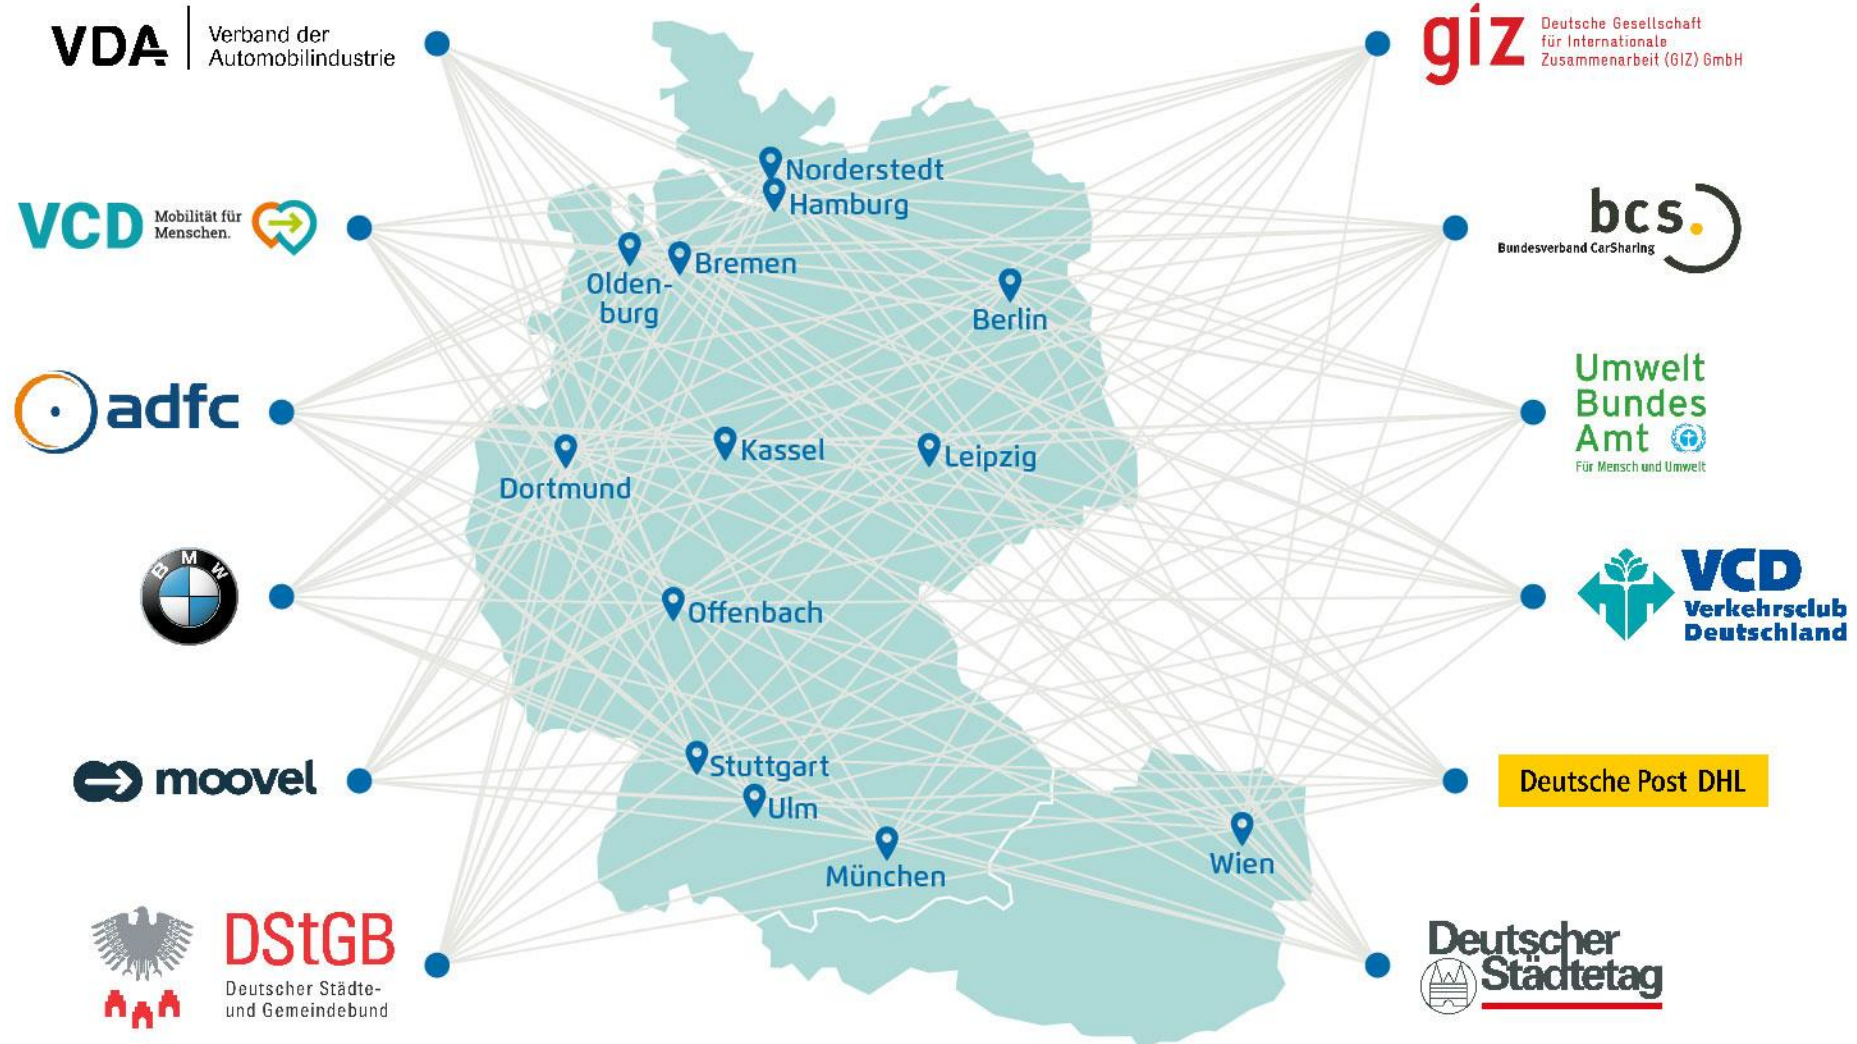 VDA
Verband der
Automobilindustrie
giz
Deutsche Gesellschaft
für Internationale
Zusammenarbeit (GIZ) GmbH
VCD
Mobilität für
Menschen.
bcs.
Bundesverband CarSharing
adfc
Umwelt
Bundes
Amt
Für Mensch und Umwelt
BMW
VCD
Verkehrsclub
Deutschland
moovel
Deutsche Post DHL
DStGB
Deutscher Städte-
und Gemeindebund
Deutscher
Städtetag
Norderstedt
Hamburg
Olden-
burg
Bremen
Berlin
Dortmund
Kassel
Leipzig
Offenbach
Stuttgart
Ulm
München
Wien